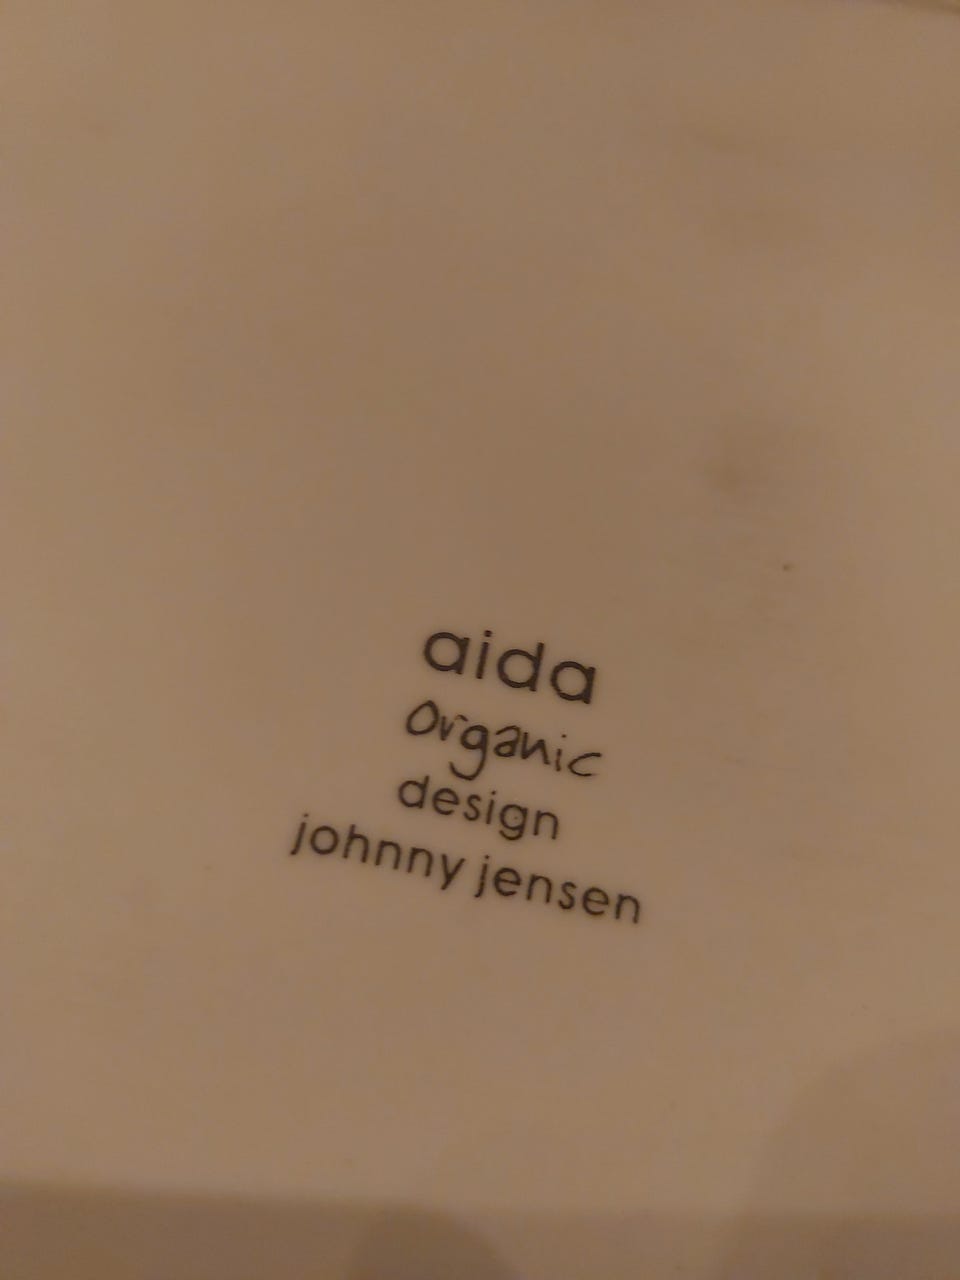 aida
Organic
design
johnny jensen